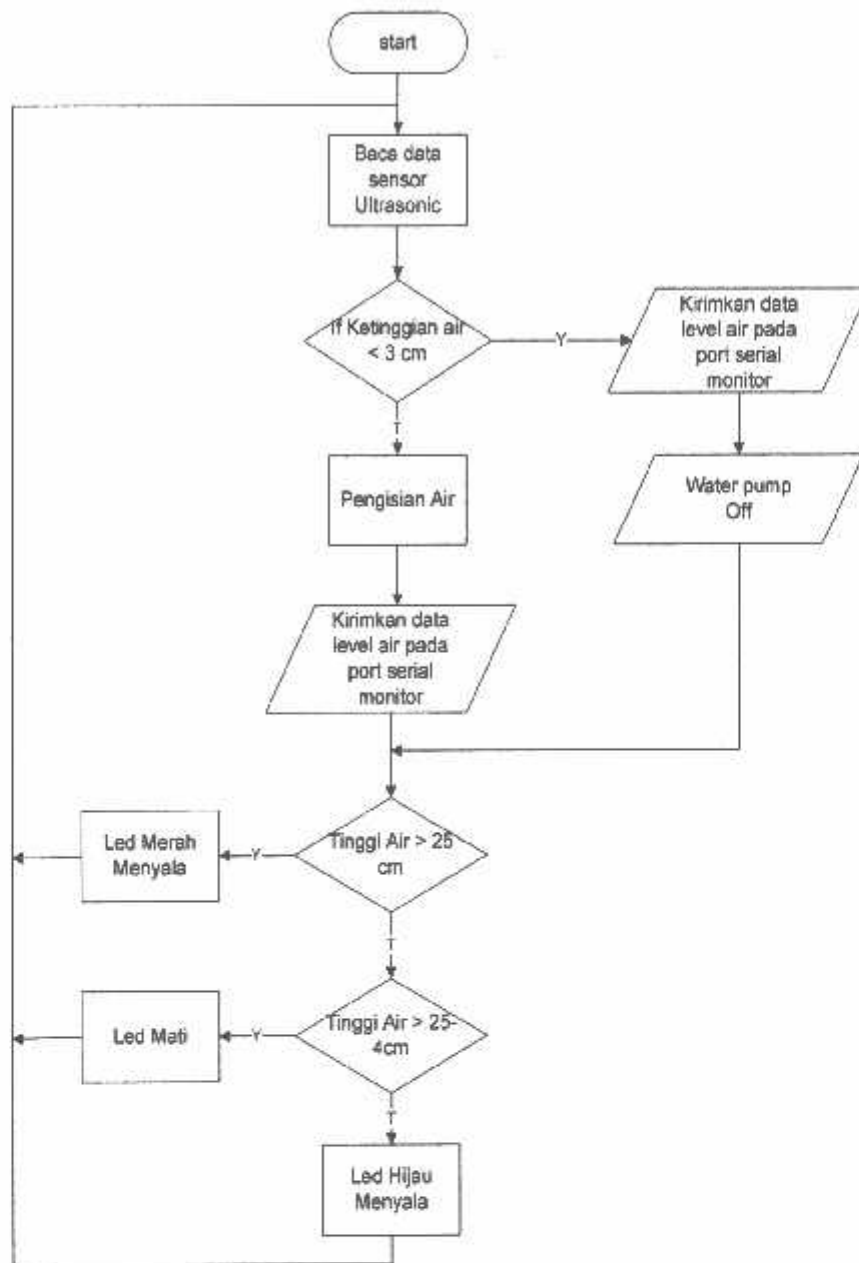 start
Baca data
sensor
Ultrasonic
If Ketinggian air
< 3 cm
Y
Kirimkan data
level air pada
port serial
monitor
T
Pengisian Air
Water pump
Off
Kirimkan data
level air pada
port serial
monitor
Tinggi Air > 25
cm
Y
Led Merah
Menyala
T
Tinggi Air > 25-
4cm
Y
Led Mati
T
Led Hijau
Menyala